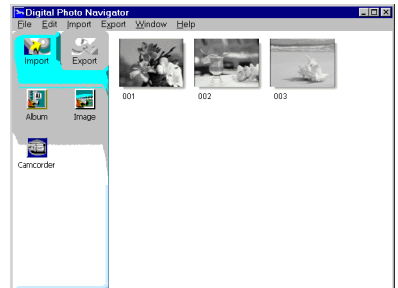 Digital Photo Navigator
File Edit Import Export Window Help
Import Export
001 002 003
Album Image
Camcorder